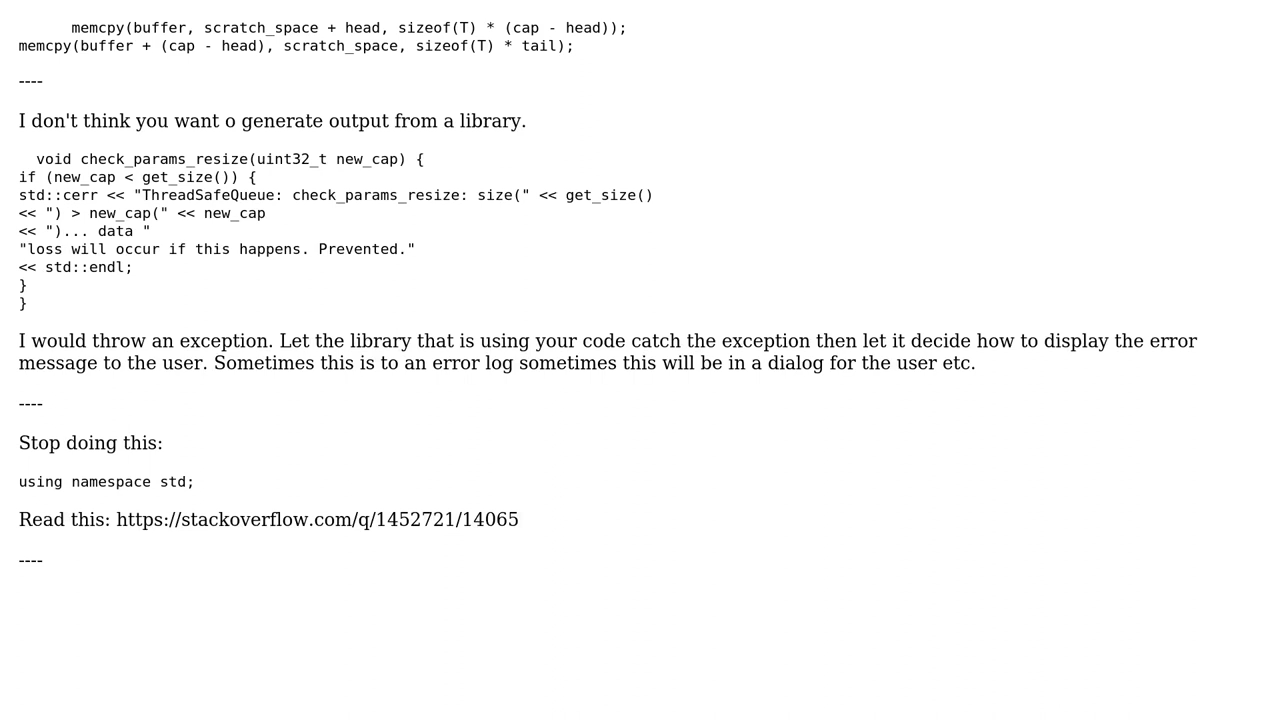 memcpy(buffer, scratch_space + head, sizeof(T) * (cap - head));
memcpy(buffer + (cap - head), scratch_space, sizeof(T) * tail);
----
I don't think you want o generate output from a library.
void check_params_resize(uint32_t new_cap) {
if (new_cap < get_size()) {
std::cerr << "ThreadSafeQueue: check_params_resize: size(" << get_size()
<< ") > new_cap(" << new_cap
<< ")... data "
"loss will occur if this happens. Prevented."
<< std::endl;
}
}
I would throw an exception. Let the library that is using your code catch the exception then let it decide how to display the error
message to the user. Sometimes this is to an error log sometimes this will be in a dialog for the user etc.
----
Stop doing this:
using namespace std;
Read this: https://stackoverflow.com/q/1452721/14065
----